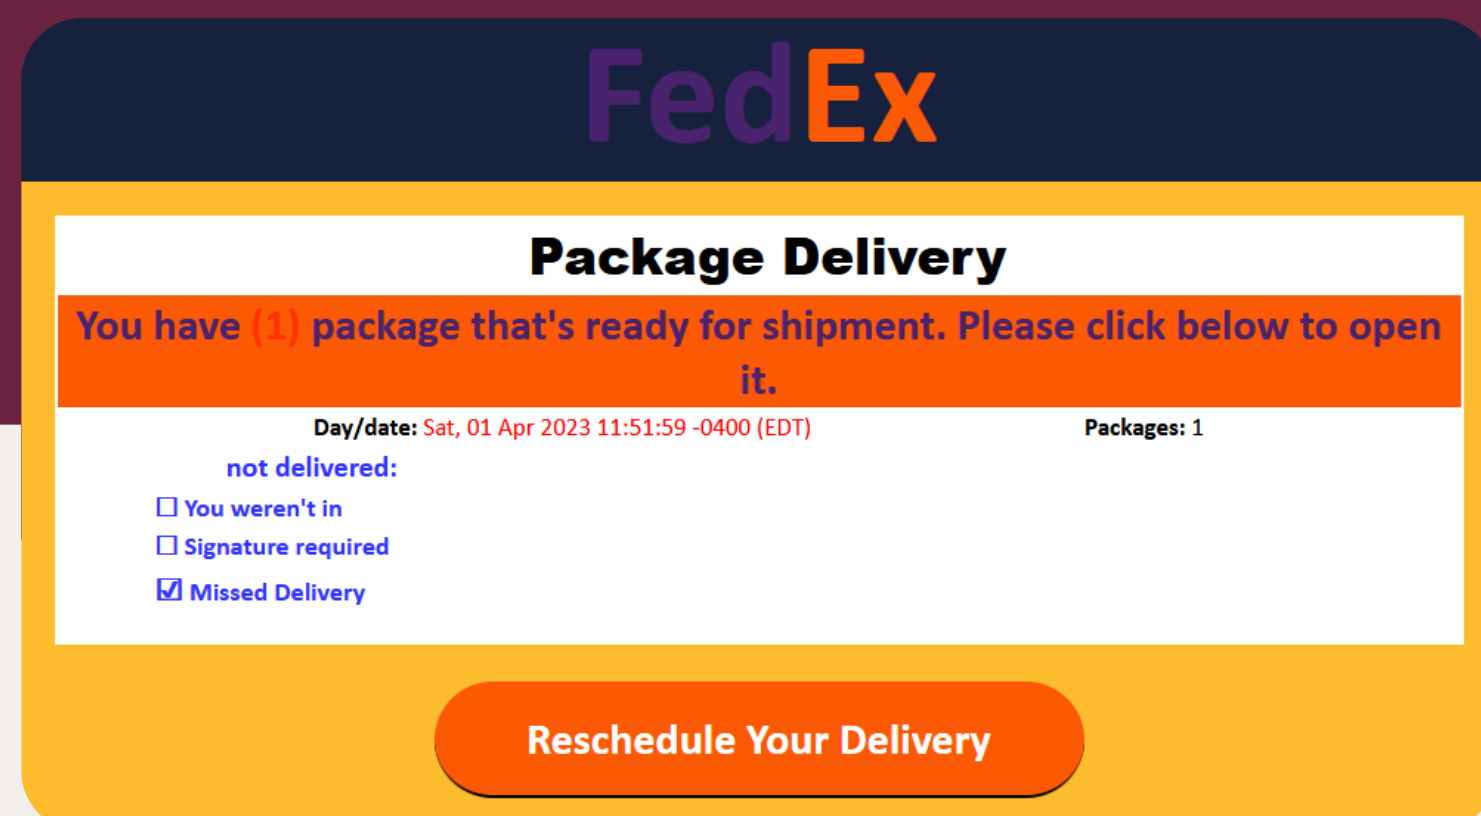 FedEx
Package Delivery
You have (1) package that's ready for shipment. Please click below to open
it.
Day/date: Sat, 01 Apr 2023 11:51:59 -0400 (EDT) Packages: 1
not delivered:
☐ You weren't in
☐ Signature required
☑ Missed Delivery
Reschedule Your Delivery